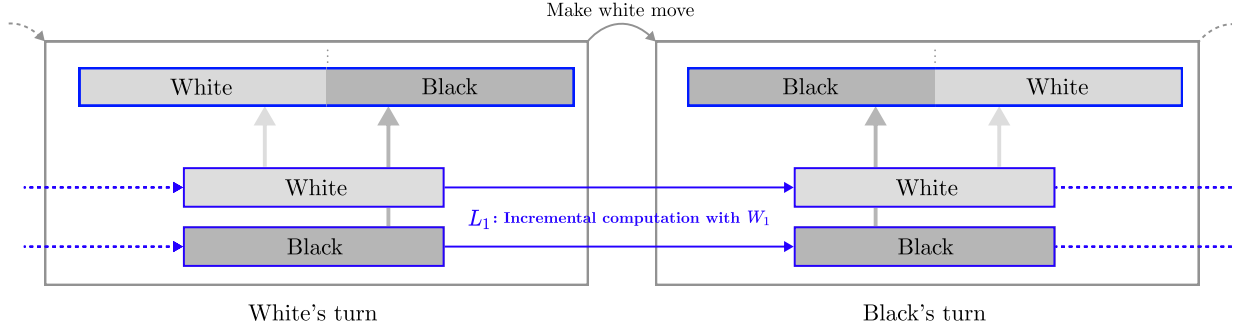 Make white move
White Black
Black White
White
White
L1: Incremental computation with W1
Black
Black
White's turn
Black's turn